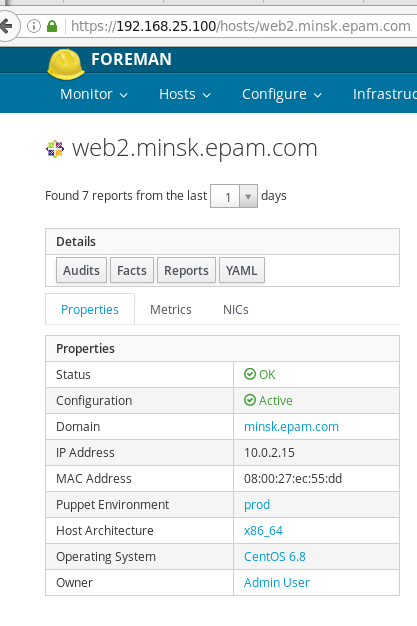 https://192.168.25.100/hosts/web2.minsk.epam.com
FOREMAN
Monitor Hosts Configure Infrastruc
web2.minsk.epam.com
Found 7 reports from the last 1 days
Details
Audits Facts Reports YAML
Properties Metrics NICs
Properties
Status OK
Configuration Active
Domain minsk.epam.com
IP Address 10.0.2.15
MAC Address 08:00:27:ec:55:dd
Puppet Environment prod
Host Architecture x86_64
Operating System CentOS 6.8
Owner Admin User